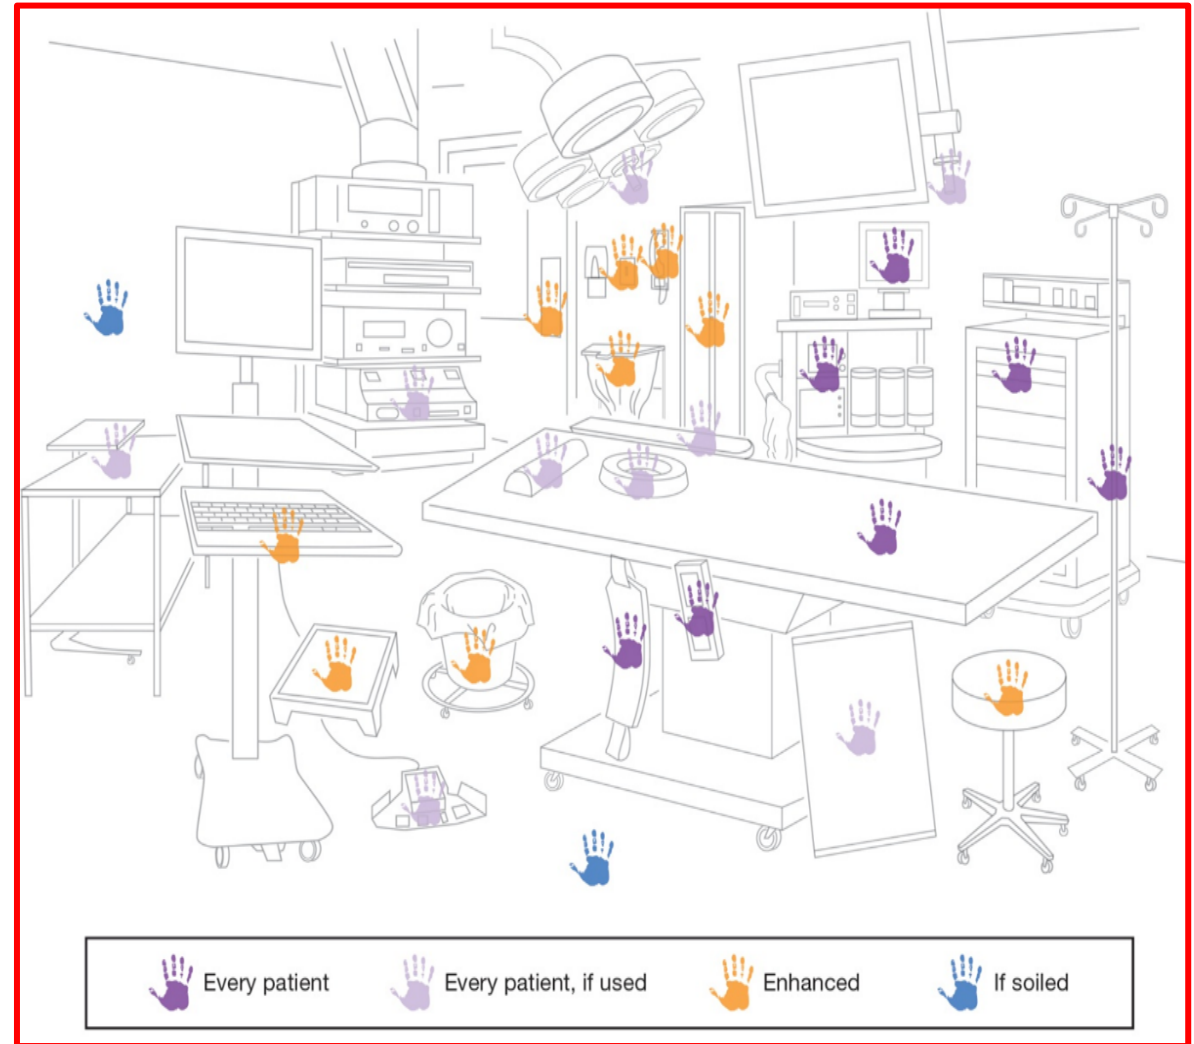 Every patient
Every patient, if used
Enhanced
If soiled